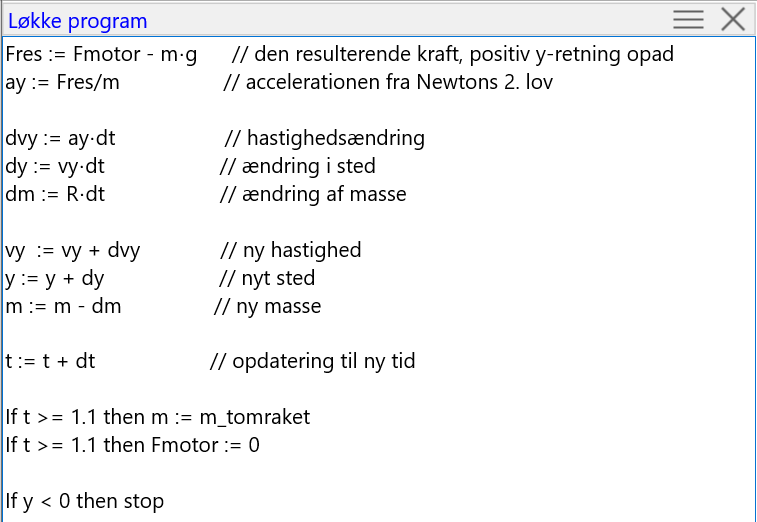 Løkke program
Fres := Fmotor - m·g // den resulterende kraft, positiv y-retning opad
ay := Fres/m // accelerationen fra Newtons 2. lov
dvy := ay·dt // hastighedsændring
dy := vy·dt // ændring i sted
dm := R·dt // ændring af masse
vy := vy + dvy // ny hastighed
y := y + dy // nyt sted
m := m - dm // ny masse
t := t + dt // opdatering til ny tid
If t >= 1.1 then m := m_tomraket
If t >= 1.1 then Fmotor := 0
If y < 0 then stop